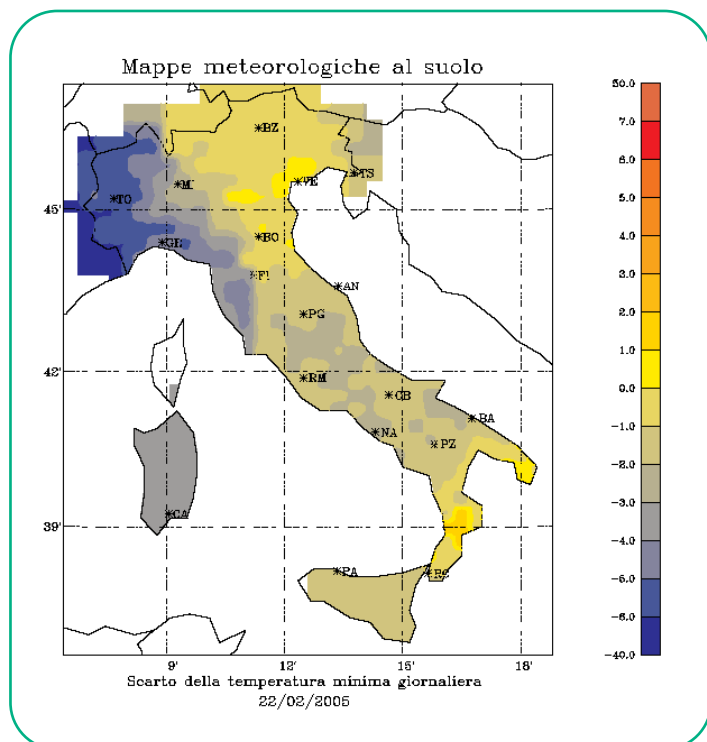 Mappe meteorologiche al suolo
*BZ
*TS
*VE
*MI
*TO
45'
*BO
*GE
*FI
*AN
*PG
42'
*RM
*CB
*BA
*NA
*PZ
39'
*CA
*PA
*RC
9'
12'
15'
18'
Scarto della temperatura minima giornaliera
22/02/2005
50.0
7.0
6.0
5.0
4.0
3.0
2.0
1.0
0.0
-1.0
-2.0
-3.0
-4.0
-5.0
-6.0
-40.0